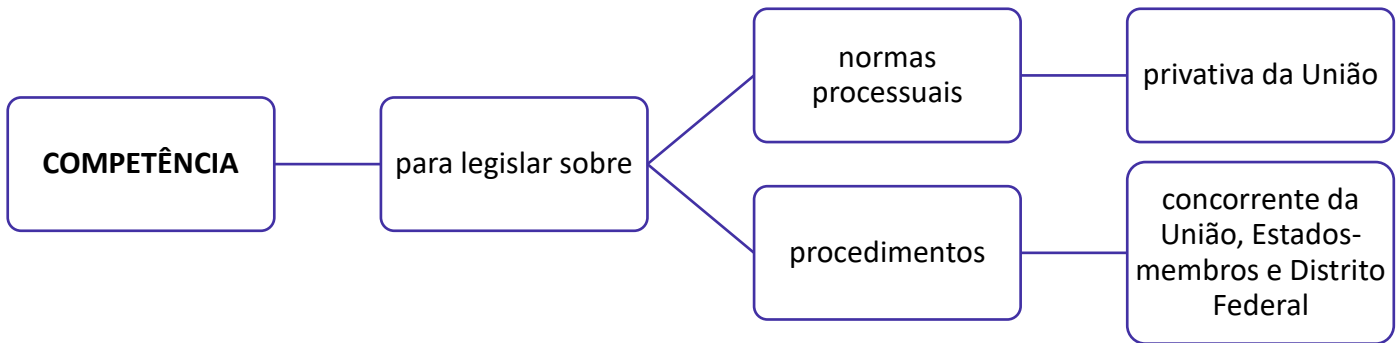 COMPETÊNCIA
para legislar sobre
normas
processuais
privativa da União
procedimentos
concorrente da
União, Estados-
membros e Distrito
Federal